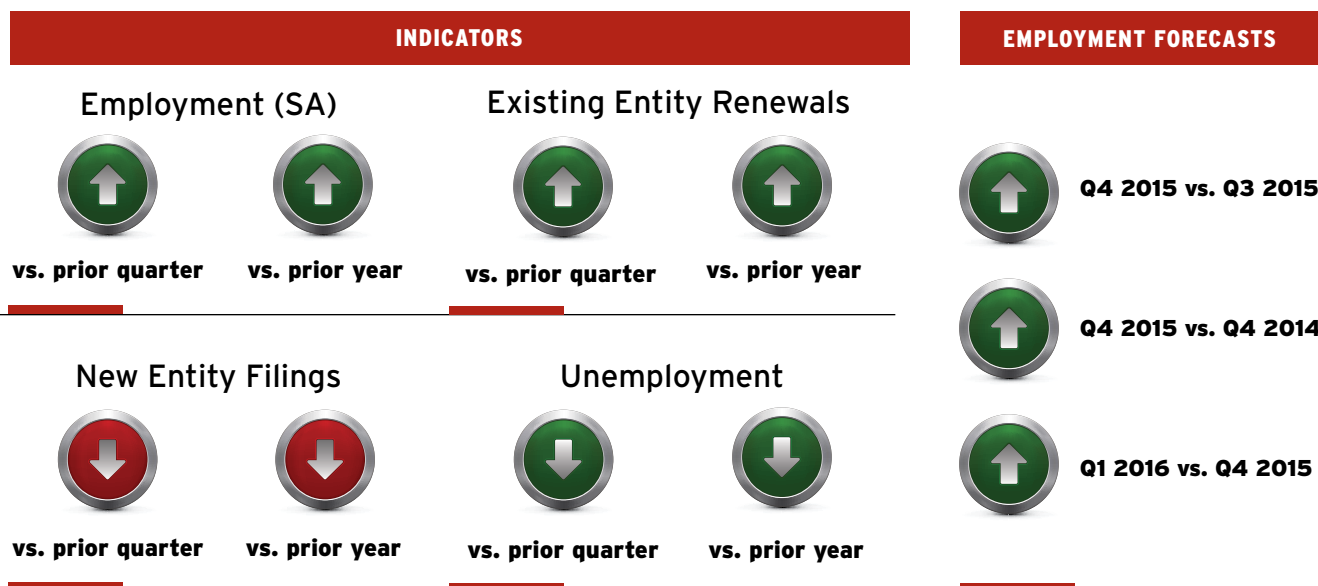 INDICATORS
Employment (SA)
vs. prior quarter
vs. prior year
Existing Entity Renewals
vs. prior quarter
vs. prior year
New Entity Filings
vs. prior quarter
vs. prior year
Unemployment
vs. prior quarter
vs. prior year
EMPLOYMENT FORECASTS
Q4 2015 vs. Q3 2015
Q4 2015 vs. Q4 2014
Q1 2016 vs. Q4 2015